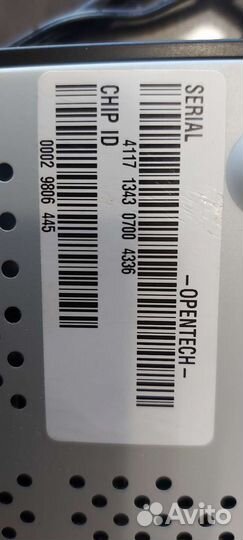 SERIAL -OPENTECH-
4117 1343 0700 4336
CHIP ID
0002 9806 445
Avito